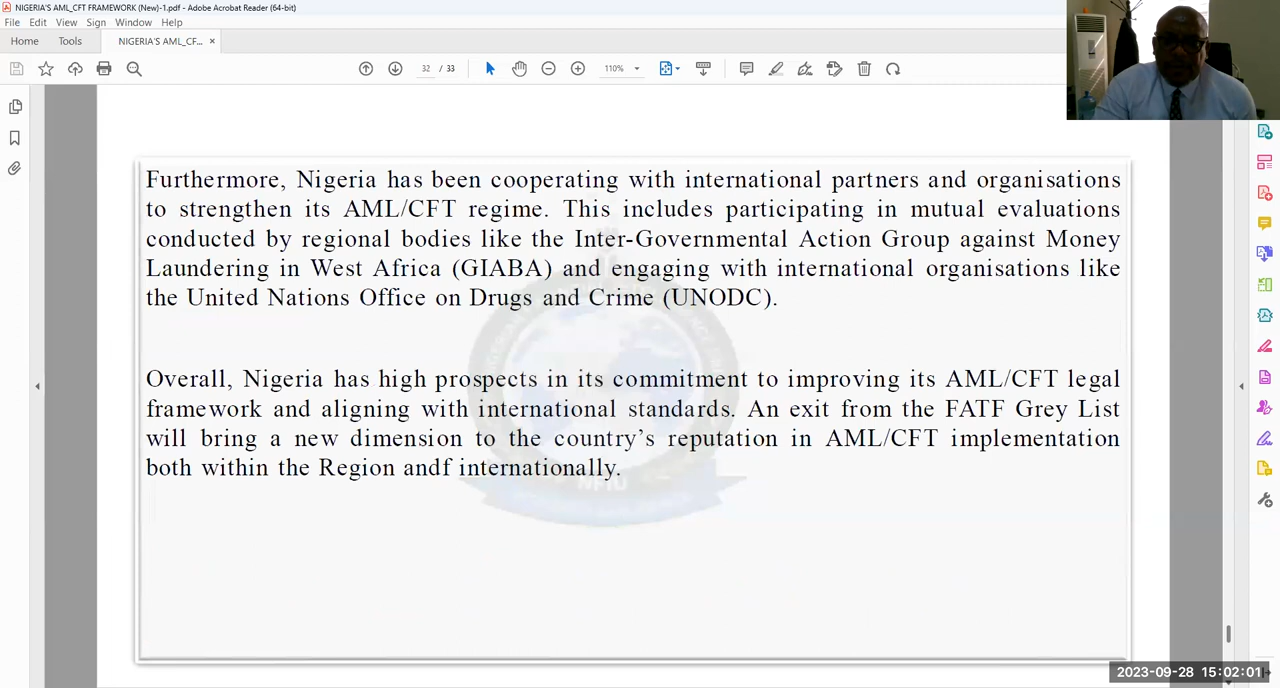 NIGERIA'S AML_CFT FRAMEWORK (New)-1.pdf - Adobe Acrobat Reader (64-bit)
File Edit View Sign Window Help
Home Tools NIGERIA'S AML_CF... ×
32 / 33 110%
Furthermore, Nigeria has been cooperating with international partners and organisations
to strengthen its AML/CFT regime. This includes participating in mutual evaluations
conducted by regional bodies like the Inter-Governmental Action Group against Money
Laundering in West Africa (GIABA) and engaging with international organisations like
the United Nations Office on Drugs and Crime (UNODC).
Overall, Nigeria has high prospects in its commitment to improving its AML/CFT legal
framework and aligning with international standards. An exit from the FATF Grey List
will bring a new dimension to the country's reputation in AML/CFT implementation
both within the Region andf internationally.
NFIU
2023-09-28 15:02:01